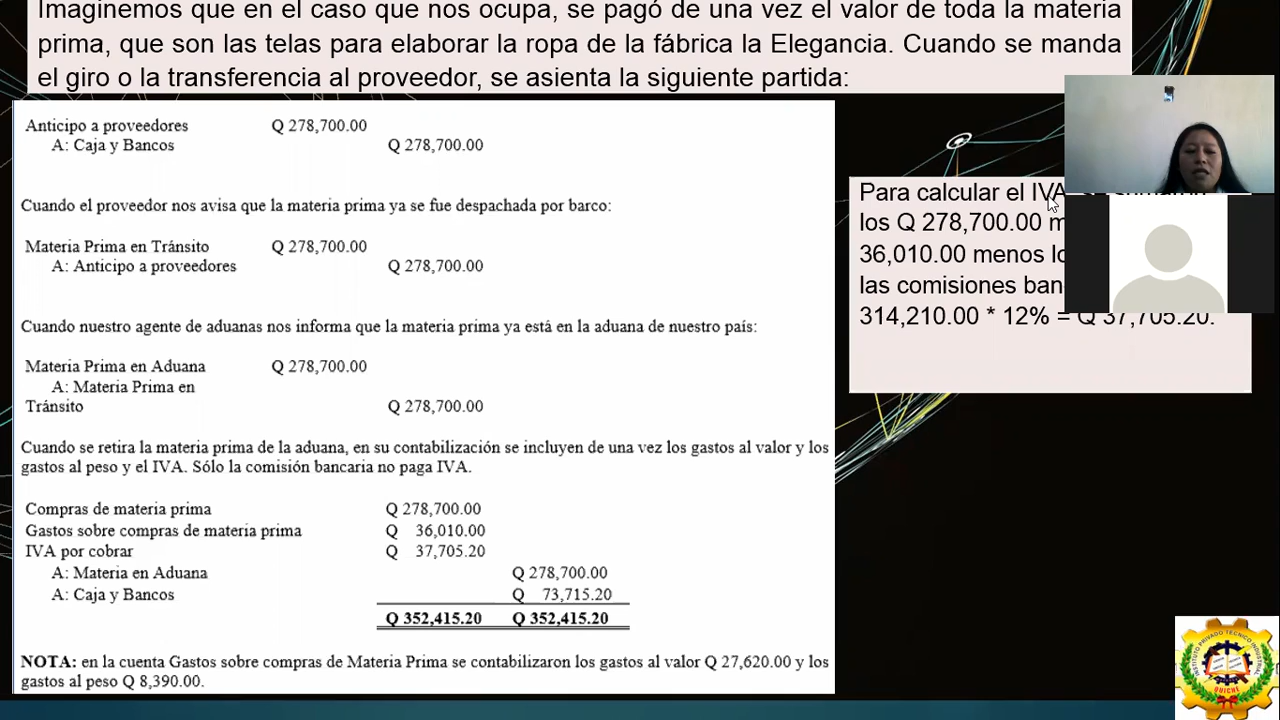 Imaginemos que en el caso que nos ocupa, se pagó de una vez el valor de toda la materia
prima, que son las telas para elaborar la ropa de la fábrica la Elegancia. Cuando se manda
el giro o la transferencia al proveedor, se asienta la siguiente partida:
Anticipo a proveedores Q 278,700.00
A: Caja y Bancos Q 278,700.00
Cuando el proveedor nos avisa que la materia prima ya se fue despachada por barco:
Materia Prima en Tránsito Q 278,700.00
A: Anticipo a proveedores Q 278,700.00
Cuando nuestro agente de aduanas nos informa que la materia prima ya está en la aduana de nuestro país:
Materia Prima en Aduana Q 278,700.00
A: Materia Prima en
Tránsito Q 278,700.00
Cuando se retira la materia prima de la aduana, en su contabilización se incluyen de una vez los gastos al valor y los
gastos al peso y el IVA. Sólo la comisión bancaria no paga IVA.
Compras de materia prima Q 278,700.00
Gastos sobre compras de materia prima Q 36,010.00
IVA por cobrar Q 37,705.20
A: Materia en Aduana Q 278,700.00
A: Caja y Bancos Q 73,715.20
Q 352,415.20 Q 352,415.20
NOTA: en la cuenta Gastos sobre compras de Materia Prima se contabilizaron los gastos al valor Q 27,620.00 y los
gastos al peso Q 8,390.00.
Para calcular el IVA
los Q 278,700.00
36,010.00 menos
las comisiones
314,210.00 * 12% = Q 37,705.20.
INSTITUTO PRIVADO TECNICO INDUSTRIAL
QUICHE